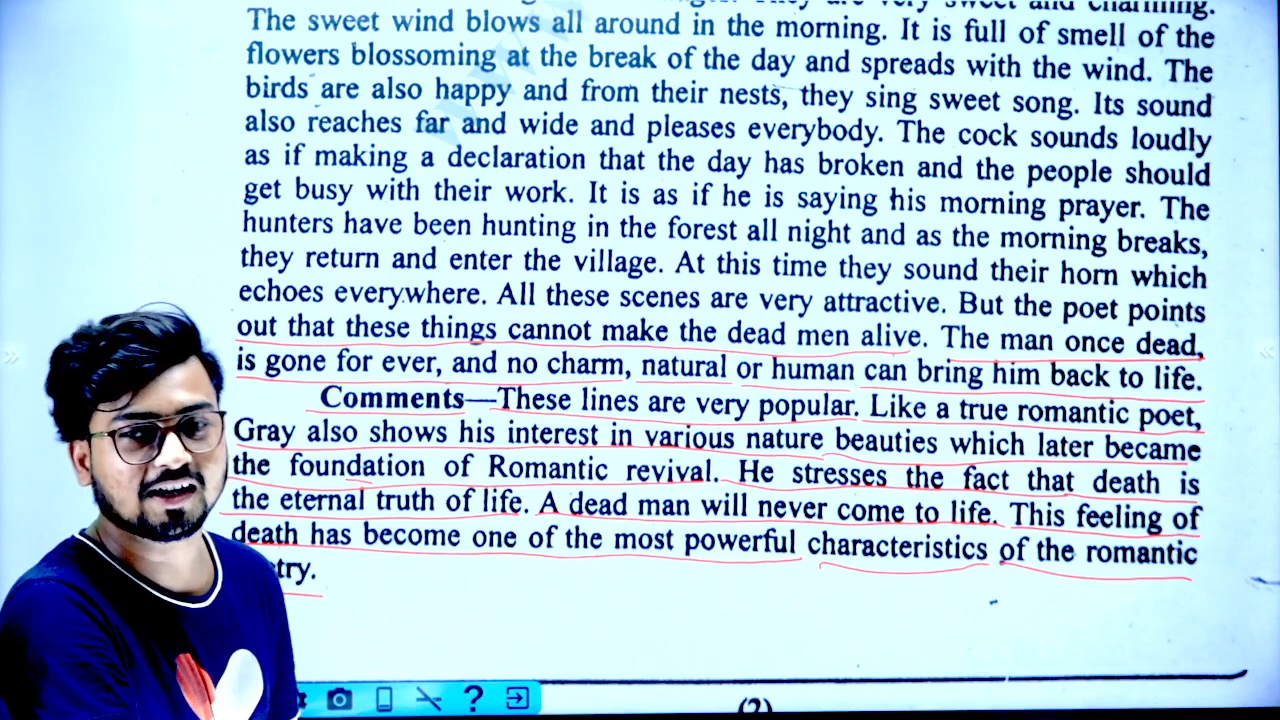 They are very sweet and charming.
The sweet wind blows all around in the morning. It is full of smell of the
flowers blossoming at the break of the day and spreads with the wind. The
birds are also happy and from their nests, they sing sweet song. Its sound
also reaches far and wide and pleases everybody. The cock sounds loudly
as if making a declaration that the day has broken and the people should
get busy with their work. It is as if he is saying his morning prayer. The
hunters have been hunting in the forest all night and as the morning breaks,
they return and enter the village. At this time they sound their horn which
echoes everywhere. All these scenes are very attractive. But the poet points
out that these things cannot make the dead men alive. The man once dead,
is gone for ever, and no charm, natural or human can bring him back to life.
Comments—These lines are very popular. Like a true romantic poet,
Gray also shows his interest in various nature beauties which later became
the foundation of Romantic revival. He stresses the fact that death is
the eternal truth of life. A dead man will never come to life. This feeling of
death has become one of the most powerful characteristics of the romantic
try.
(2)